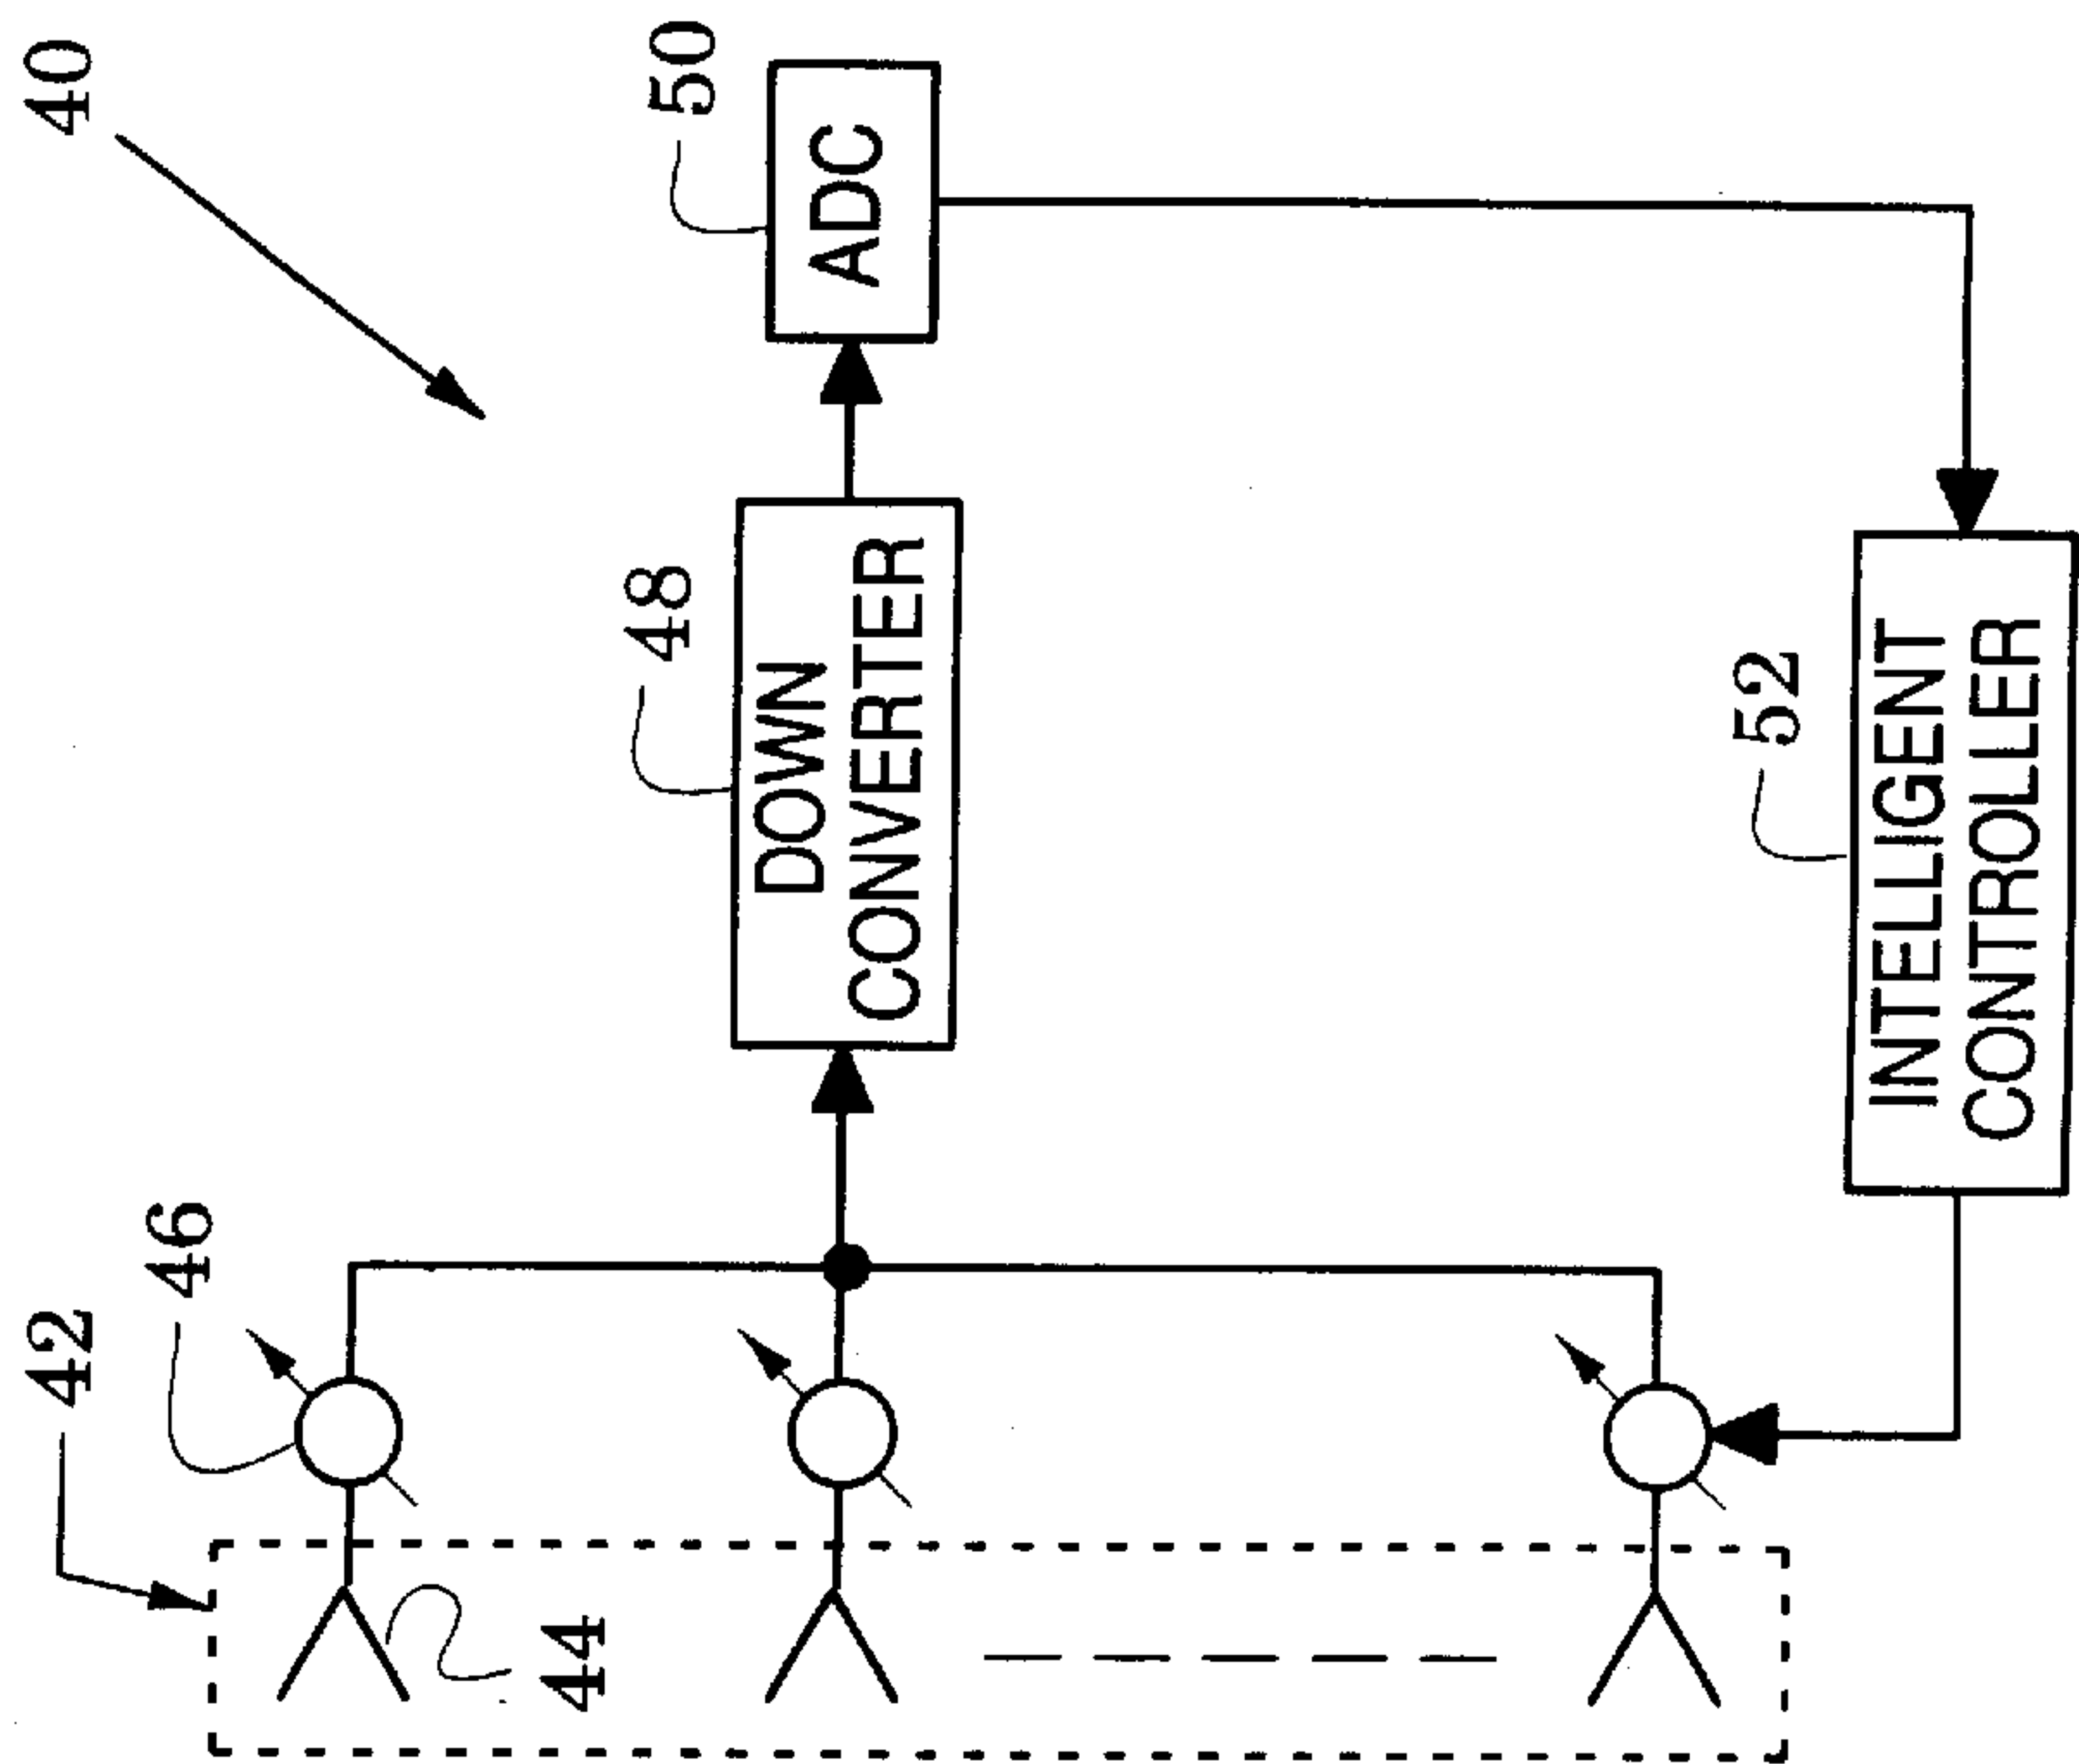 40
42
46
44
48
DOWN
CONVERTER
50
ADC
52
INTELLIGENT
CONTROLLER